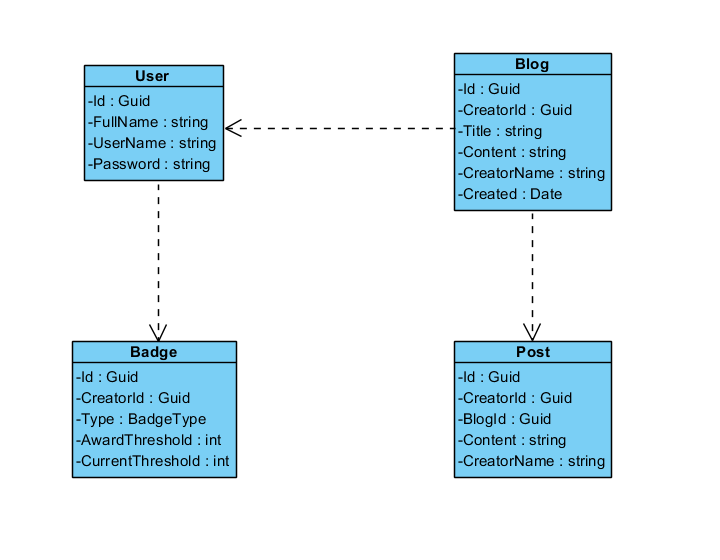 User
-Id : Guid
-FullName : string
-UserName : string
-Password : string
Blog
-Id : Guid
-CreatorId : Guid
-Title : string
-Content : string
-CreatorName : string
-Created : Date
Badge
-Id : Guid
-CreatorId : Guid
-Type : BadgeType
-AwardThreshold : int
-CurrentThreshold : int
Post
-Id : Guid
-CreatorId : Guid
-BlogId : Guid
-Content : string
-CreatorName : string